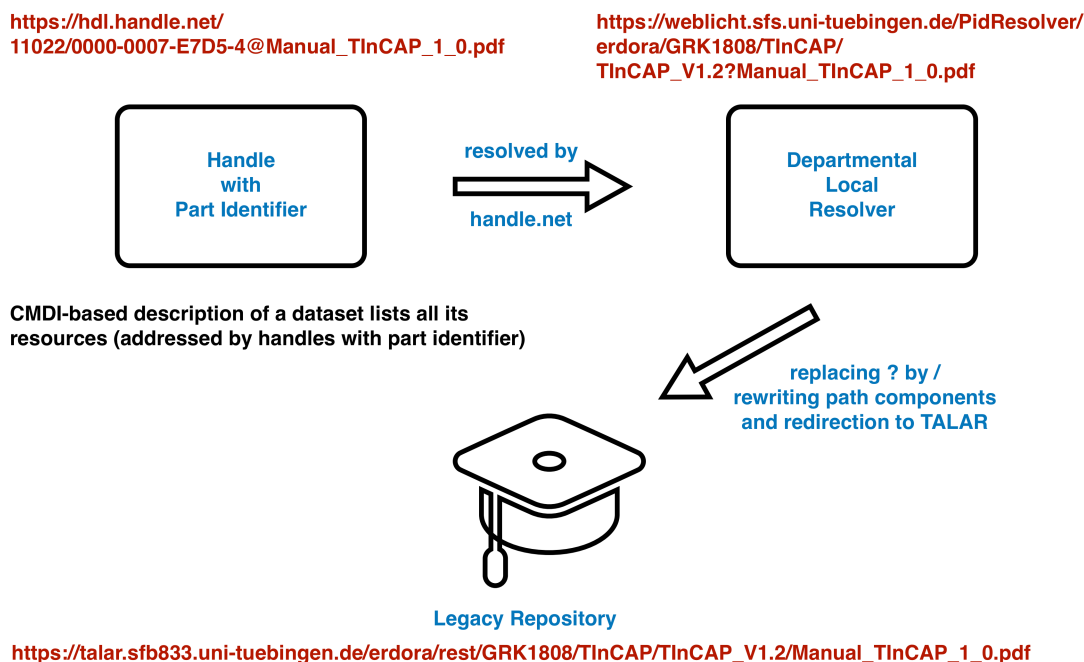 https://hdl.handle.net/
11022/0000-0007-E7D5-4@Manual_TInCAP_1_0.pdf
https://weblicht.sfs.uni-tuebingen.de/PidResolver/
erdora/GRK1808/TInCAP/
TInCAP_V1.2?Manual_TInCAP_1_0.pdf
Handle
with
Part Identifier
resolved by
handle.net
Departmental
Local
Resolver
CMDI-based description of a dataset lists all its
resources (addressed by handles with part identifier)
replacing ? by /
rewriting path components
and redirection to TALAR
Legacy Repository
https://talar.sfb833.uni-tuebingen.de/erdora/rest/GRK1808/TInCAP/TInCAP_V1.2/Manual_TInCAP_1_0.pdf